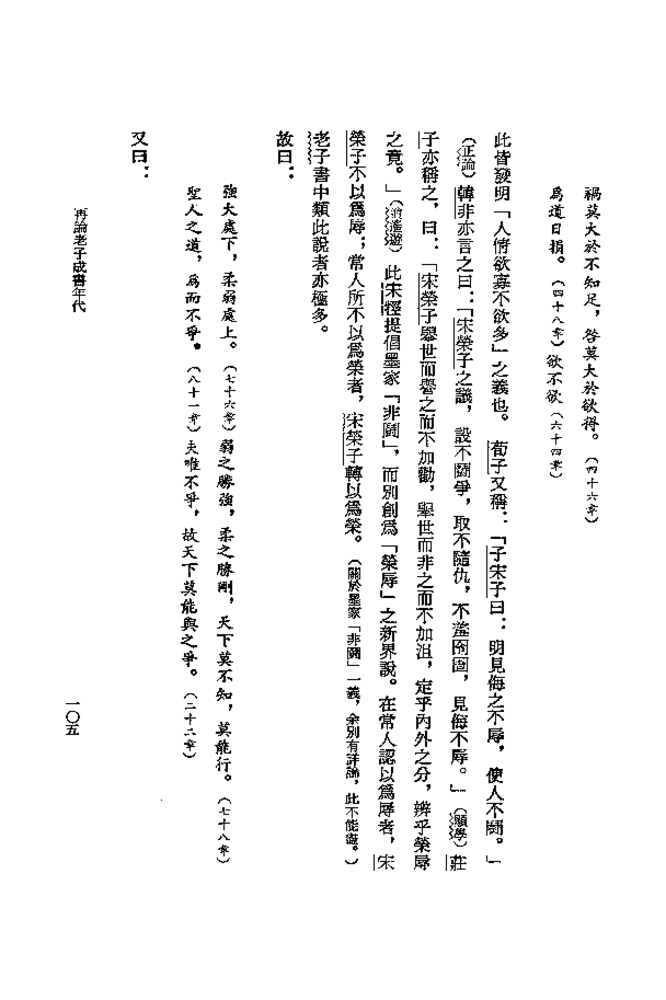 禍莫大於不知足，咎莫大於欲得。（四十六章）
爲道日損。（四十八章）欲不欲（六十四章）
此皆發明「人情欲寡不欲多」之義也。荀子又稱：「子宋子曰：明見侮之不辱，使人不鬭。」
（正論）韓非亦言之曰：「宋榮子之議，設不鬭爭，取不隨仇，不羞囹圄，見侮不辱。」（顯學）莊
子亦稱之，曰：「宋榮子舉世而譽之而不加勸，舉世而非之而不加沮，定乎內外之分，辨乎榮辱
之竟。」（逍遙遊）此宋牼提倡墨家「非鬭」，而別創爲「榮辱」之新界說。在常人認以爲辱者，宋
榮子不以爲辱；常人所不以爲榮者，宋榮子轉以爲榮。（關於墨家「非鬭」一義，余別有詳論，此不能盡。）
老子書中類此說者亦極多。
故曰：
強大處下，柔弱處上。（七十六章）弱之勝強，柔之勝剛，天下莫不知，莫能行。（七十八章）
聖人之道，爲而不爭。（八十一章）夫唯不爭，故天下莫能與之爭。（二十二章）
又曰：
再論老子成書年代
一〇五